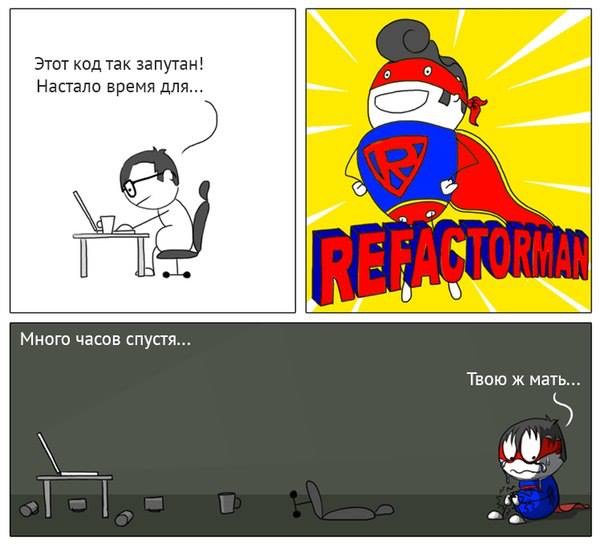 Этот код так запутан!
Настало время для...
R
REFACTORMAN
Много часов спустя...
Твою ж мать...